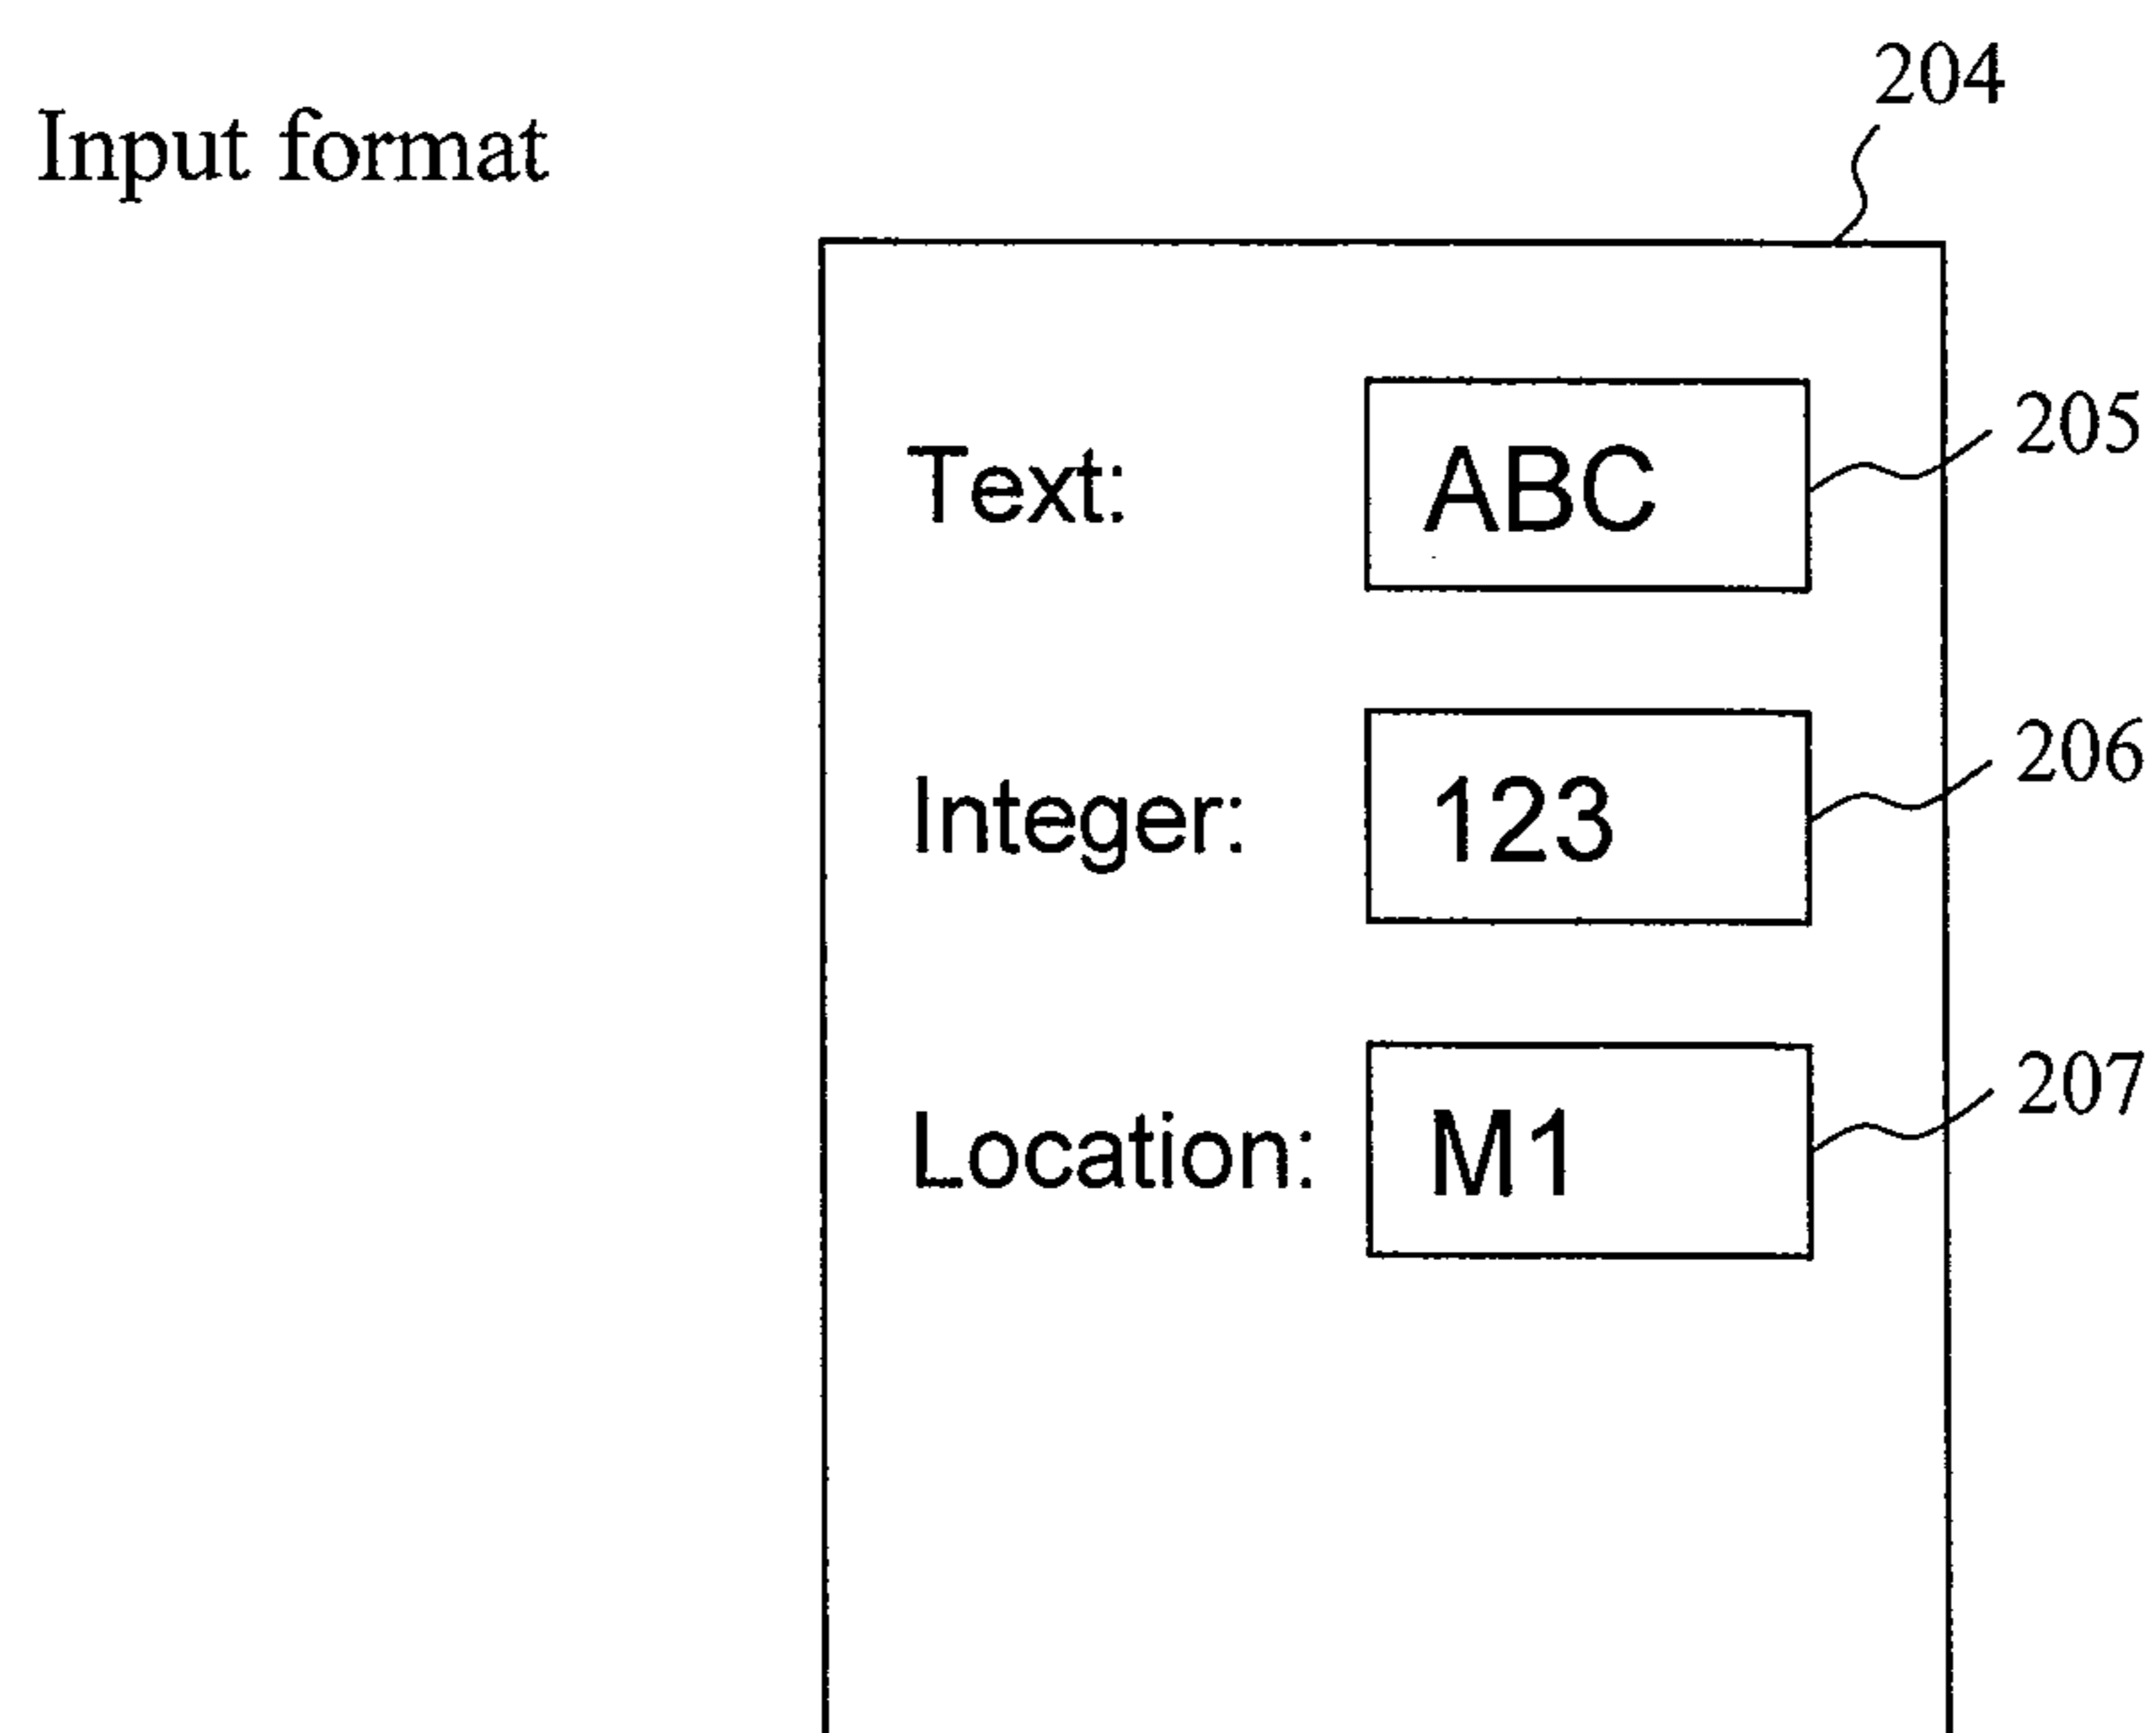 204
Input format
Text: ABC 205
Integer: 123 206
Location: M1 207